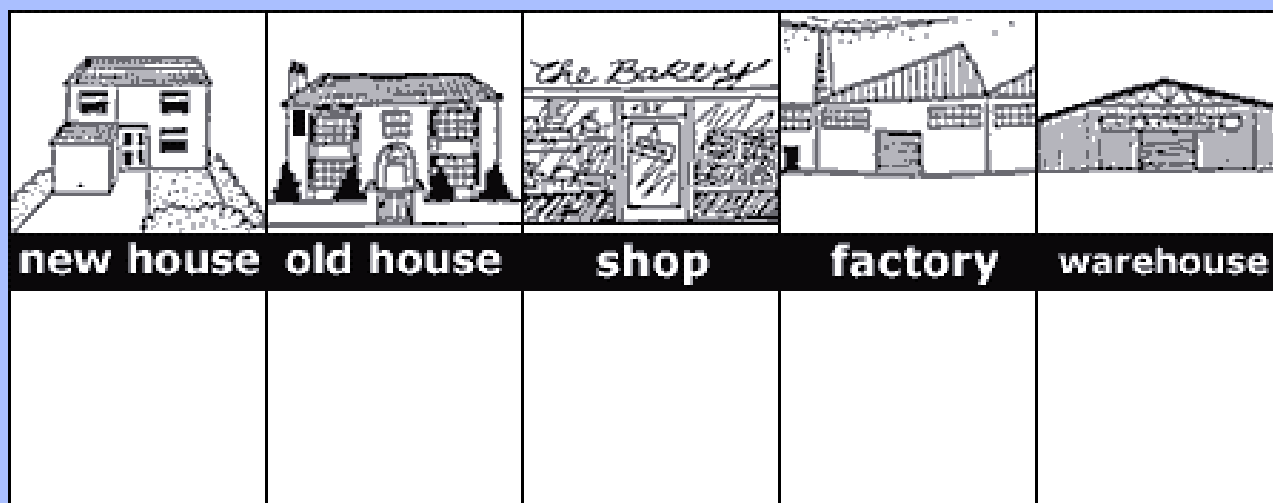 The Bakery
new house
old house
shop
factory
warehouse